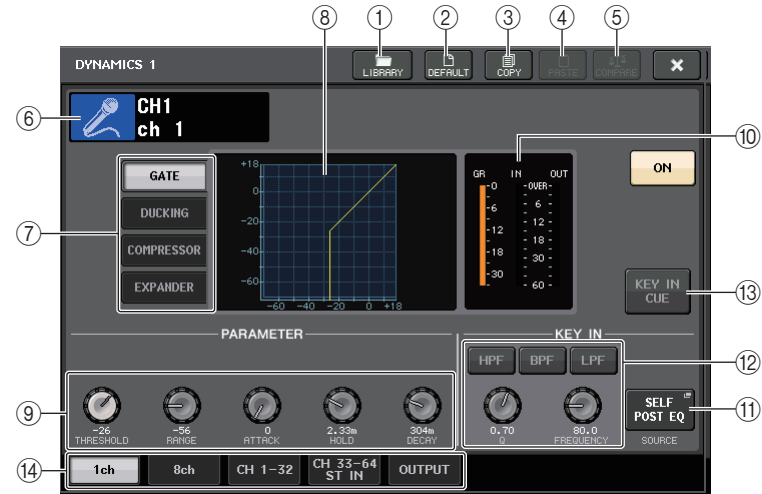 ⑧ ① ② ③ ④ ⑤
DYNAMICS 1
LIBRARY DEFAULT COPY PASTE COMPARE ×
⑥
CH1
ch 1
⑦
GATE
DUCKING
COMPRESSOR
EXPANDER
+18
0
-20
-40
-60
-60 -40 -20 0 +18
⑩
GR IN OUT
-0 -OVER-
-6 - 6 -
-12 - 12 -
-18 - 18 -
- 30 -
-30
- 60 -
ON
KEY IN
CUE
⑬
PARAMETER
KEY IN
HPF BPF LPF
⑫
⑨
-26 -56 0 2.33m 304m
THRESHOLD RANGE ATTACK HOLD DECAY
0.70 80.0
Q FREQUENCY
SELF
POST EQ
⑪
SOURCE
⑭
1ch 8ch CH 1-32 CH 33-64
ST IN OUTPUT